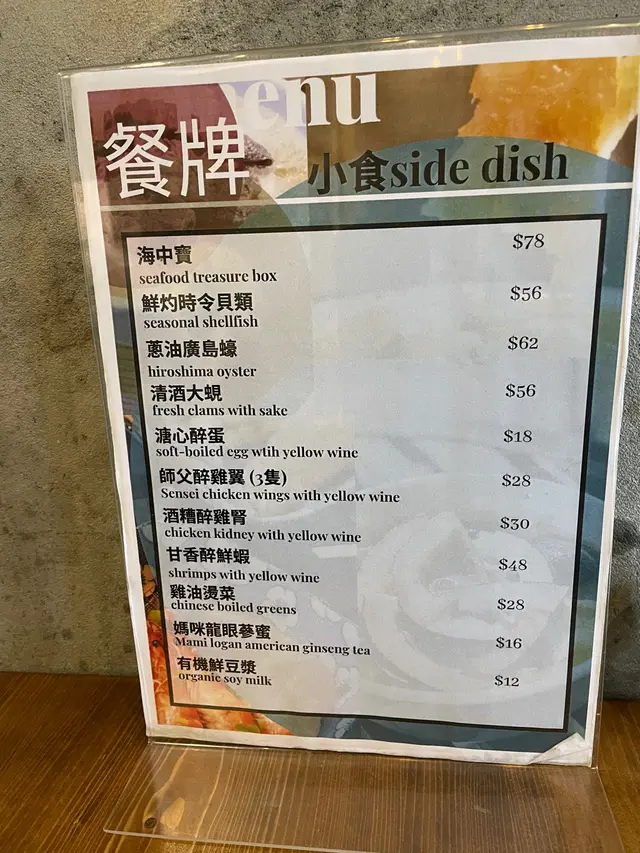 menu
餐牌
小食side dish
海中寶 $78
seafood treasure box
鮮灼時令貝類 $56
seasonal shellfish
蔥油廣島蠔 $62
hiroshima oyster
清酒大蜆 $56
fresh clams with sake
溏心醉蛋 $18
soft-boiled egg wtih yellow wine
師父醉雞翼 (3隻) $28
Sensei chicken wings with yellow wine
酒糟醉雞腎 $30
chicken kidney with yellow wine
甘香醉鮮蝦 $48
shrimps with yellow wine
雞油燙菜 $28
chinese boiled greens
媽咪龍眼蔘蜜 $16
Mami logan american ginseng tea
有機鮮豆漿 $12
organic soy milk